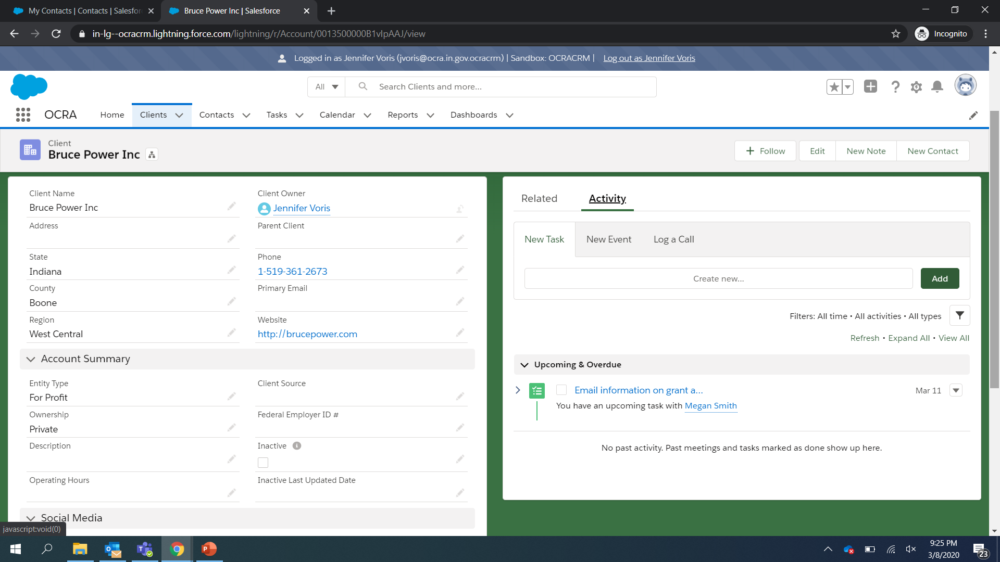 My Contacts | Contacts | Salesfor
Bruce Power Inc | Salesforce
in-lg--ocracrm.lightning.force.com/lightning/r/Account/0013500000B1vIpAAJ/view
Incognito
Logged in as Jennifer Voris (jvoris@ocra.in.gov.ocracrm) | Sandbox: OCRACRM | Log out as Jennifer Voris
All
Search Clients and more...
OCRA
Home
Clients
Contacts
Tasks
Calendar
Reports
Dashboards
Client
Bruce Power Inc
Follow
Edit
New Note
New Contact
Client Name
Bruce Power Inc
Client Owner
Jennifer Voris
Address
Parent Client
State
Indiana
Phone
1-519-361-2673
County
Boone
Primary Email
Region
West Central
Website
http://brucepower.com
Account Summary
Entity Type
For Profit
Client Source
Ownership
Private
Federal Employer ID #
Description
Inactive
Operating Hours
Inactive Last Updated Date
Social Media
Related
Activity
New Task
New Event
Log a Call
Create new...
Add
Filters: All time • All activities • All types
Refresh • Expand All • View All
Upcoming & Overdue
Email information on grant a...
Mar 11
You have an upcoming task with Megan Smith
No past activity. Past meetings and tasks marked as done show up here.
javascript:void(0)
9:25 PM
3/8/2020
23